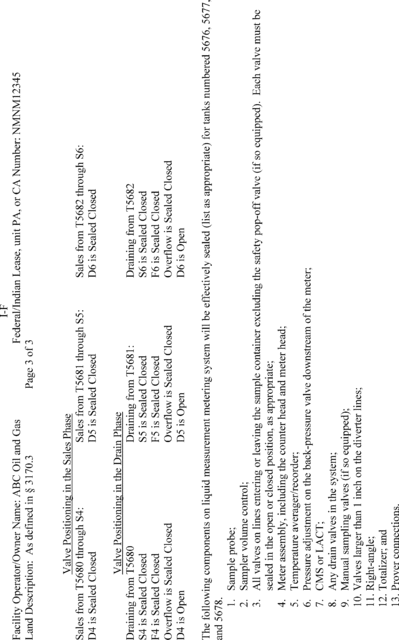 I-F
Facility Operator/Owner Name: ABC Oil and Gas Federal/Indian Lease, unit PA, or CA Number: NMNM12345
Land Description: As defined in § 3170.3 Page 3 of 3
Valve Positioning in the Sales Phase
Sales from T5680 through S4: Sales from T5681 through S5: Sales from T5682 through S6:
D4 is Sealed Closed D5 is Sealed Closed D6 is Sealed Closed
Valve Positioning in the Drain Phase
Draining from T5680 Draining from T5681: Draining from T5682
S4 is Sealed Closed S5 is Sealed Closed S6 is Sealed Closed
F4 is Sealed Closed F5 is Sealed Closed F6 is Sealed Closed
Overflow is Sealed Closed Overflow is Sealed Closed Overflow is Sealed Closed
D4 is Open D5 is Open D6 is Open
The following components on liquid measurement metering system will be effectively sealed (list as appropriate) for tanks numbered 5676, 5677,
and 5678.
1. Sample probe;
2. Sampler volume control;
3. All valves on lines entering or leaving the sample container excluding the safety pop-off valve (if so equipped). Each valve must be
sealed in the open or closed position, as appropriate;
4. Meter assembly, including the counter head and meter head;
5. Temperature averager/recorder;
6. Pressure adjustment on the back-pressure valve downstream of the meter;
7. CMS or LACT;
8. Any drain valves in the system;
9. Manual sampling valves (if so equipped);
10. Valves larger than 1 inch on the diverter lines;
11. Right-angle;
12. Totalizer; and
13. Prover connections.